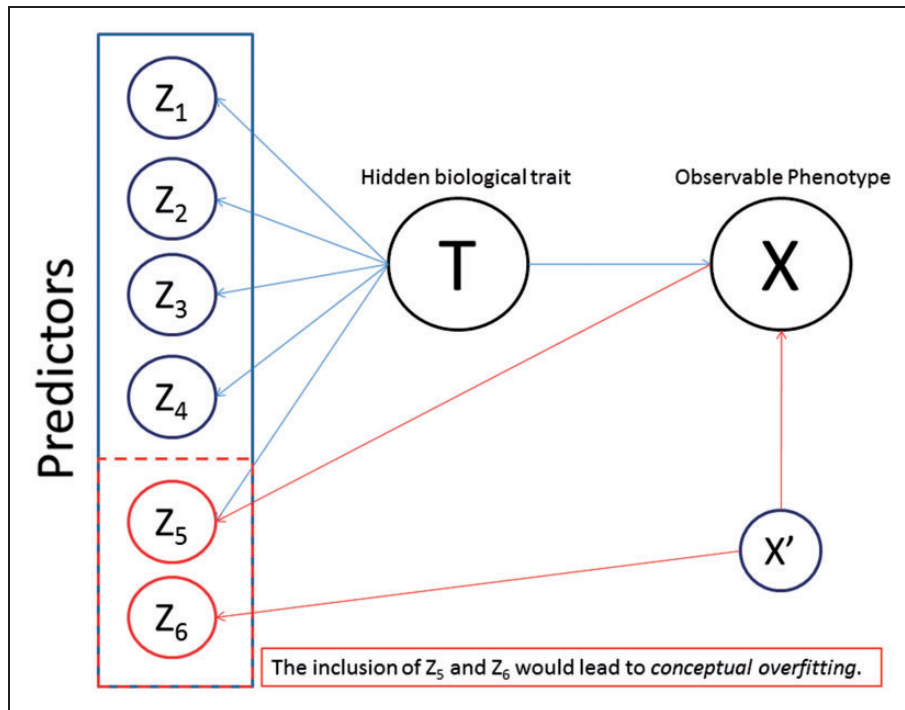 Predictors
Z1
Z2
Z3
Z4
Z5
Z6
Hidden biological trait
T
Observable Phenotype
X
X'
The inclusion of Z5 and Z6 would lead to conceptual overfitting.